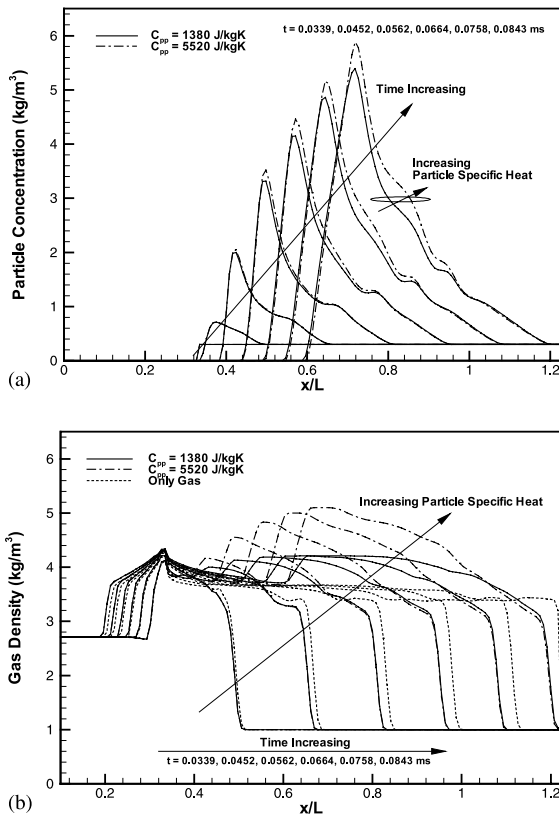 C_pp = 1380 J/kgK
C_pp = 5520 J/kgK
t = 0.0339, 0.0452, 0.0562, 0.0664, 0.0758, 0.0843 ms
Time Increasing
Increasing
Particle Specific Heat
Particle Concentration (kg/m³)
6
5
4
3
2
1
0
0 0.2 0.4 0.6 0.8 1 1.2
x/L
(a)
C_pp = 1380 J/kgK
C_pp = 5520 J/kgK
Only Gas
Increasing Particle Specific Heat
Gas Density (kg/m³)
6
5
4
3
2
1
0
Time Increasing
t = 0.0339, 0.0452, 0.0562, 0.0664, 0.0758, 0.0843 ms
0.2 0.4 0.6 0.8 1 1.2
x/L
(b)